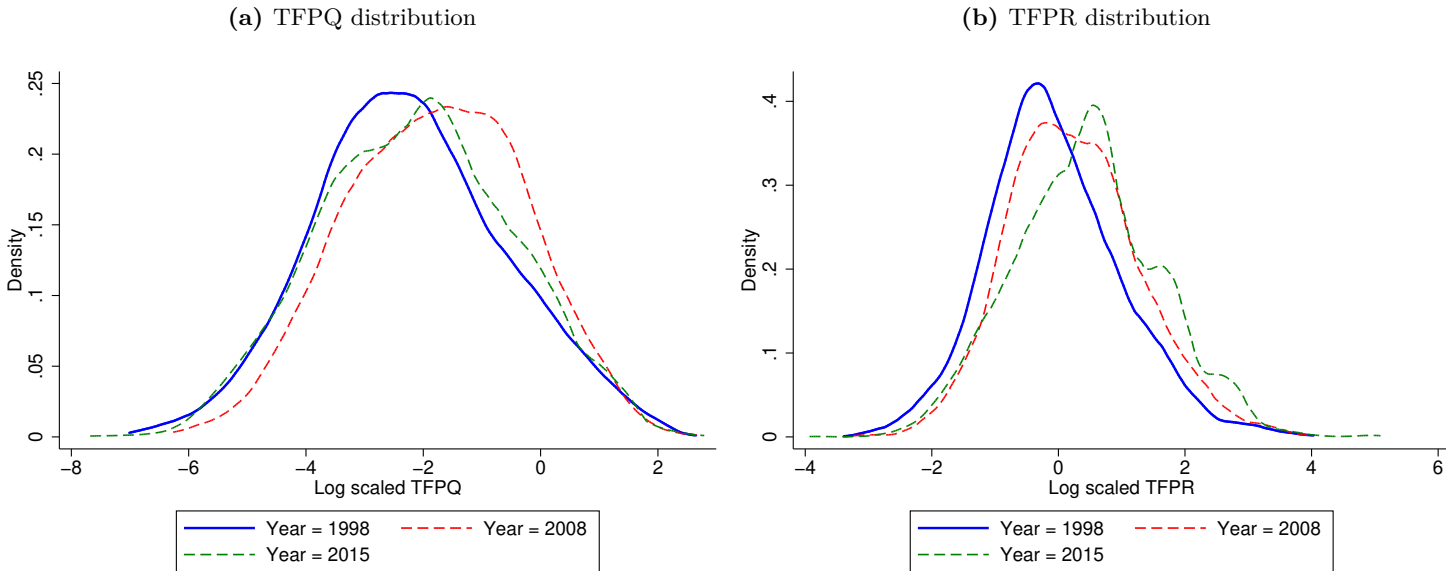 (a) TFPQ distribution
.25
.2
.15
.1
.05
0
Density
−8 −6 −4 −2 0 2
Log scaled TFPQ
Year = 1998 Year = 2008
Year = 2015
(b) TFPR distribution
.4
.3
.2
.1
0
Density
−4 −2 0 2 4 6
Log scaled TFPR
Year = 1998 Year = 2008
Year = 2015